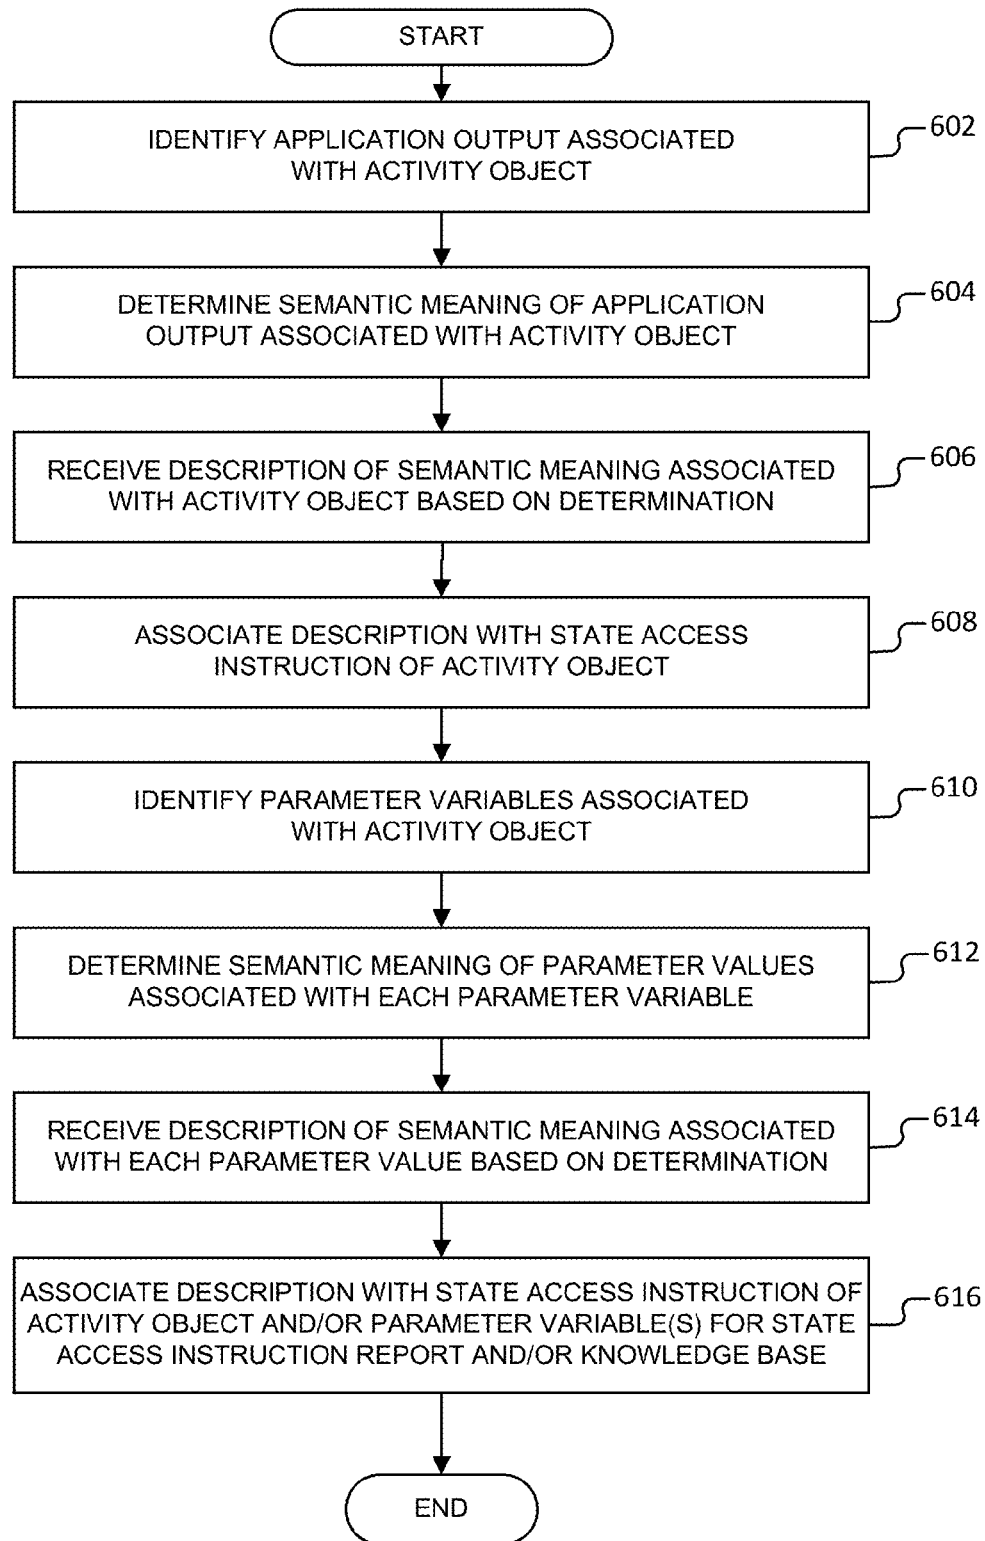 START
IDENTIFY APPLICATION OUTPUT ASSOCIATED
WITH ACTIVITY OBJECT
602
DETERMINE SEMANTIC MEANING OF APPLICATION
OUTPUT ASSOCIATED WITH ACTIVITY OBJECT
604
RECEIVE DESCRIPTION OF SEMANTIC MEANING ASSOCIATED
WITH ACTIVITY OBJECT BASED ON DETERMINATION
606
ASSOCIATE DESCRIPTION WITH STATE ACCESS
INSTRUCTION OF ACTIVITY OBJECT
608
IDENTIFY PARAMETER VARIABLES ASSOCIATED
WITH ACTIVITY OBJECT
610
DETERMINE SEMANTIC MEANING OF PARAMETER VALUES
ASSOCIATED WITH EACH PARAMETER VARIABLE
612
RECEIVE DESCRIPTION OF SEMANTIC MEANING ASSOCIATED
WITH EACH PARAMETER VALUE BASED ON DETERMINATION
614
ASSOCIATE DESCRIPTION WITH STATE ACCESS INSTRUCTION OF
ACTIVITY OBJECT AND/OR PARAMETER VARIABLE(S) FOR STATE
ACCESS INSTRUCTION REPORT AND/OR KNOWLEDGE BASE
616
END